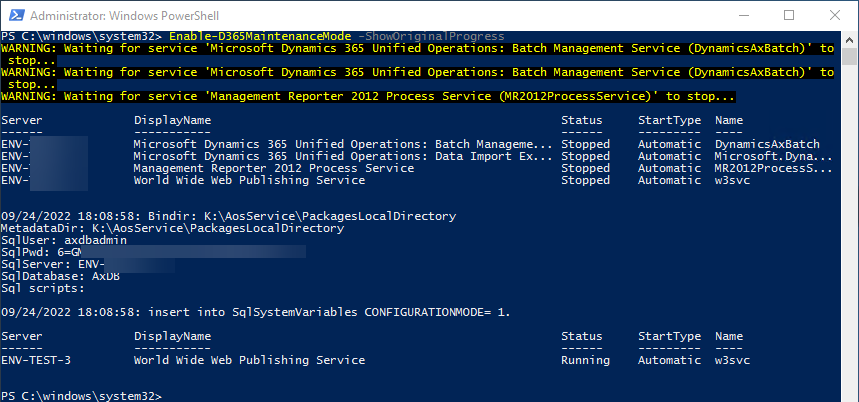 Administrator: Windows PowerShell
PS C:\windows\system32> Enable-D365MaintenanceMode -ShowOriginalProgress
WARNING: Waiting for service 'Microsoft Dynamics 365 Unified Operations: Batch Management Service (DynamicsAxBatch)' to
stop...
WARNING: Waiting for service 'Microsoft Dynamics 365 Unified Operations: Batch Management Service (DynamicsAxBatch)' to
stop...
WARNING: Waiting for service 'Management Reporter 2012 Process Service (MR2012ProcessService)' to stop...
Server DisplayName Status StartType Name
------ ----------- ------ --------- ----
ENV- Microsoft Dynamics 365 Unified Operations: Batch Manageme... Stopped Automatic DynamicsAxBatch
ENV- Microsoft Dynamics 365 Unified Operations: Data Import Ex... Stopped Automatic Microsoft.Dyna...
ENV- Management Reporter 2012 Process Service Stopped Automatic MR2012ProcessS...
ENV- World Wide Web Publishing Service Stopped Automatic w3svc
09/24/2022 18:08:58: Bindir: K:\AosService\PackagesLocalDirectory
MetadataDir: K:\AosService\PackagesLocalDirectory
SqlUser: axdbadmin
SqlPwd: 6=G
SqlServer: ENV-
SqlDatabase: AxDB
Sql scripts:
09/24/2022 18:08:58: insert into SqlSystemVariables CONFIGURATIONMODE= 1.
Server DisplayName Status StartType Name
------ ----------- ------ --------- ----
ENV-TEST-3 World Wide Web Publishing Service Running Automatic w3svc
PS C:\windows\system32>